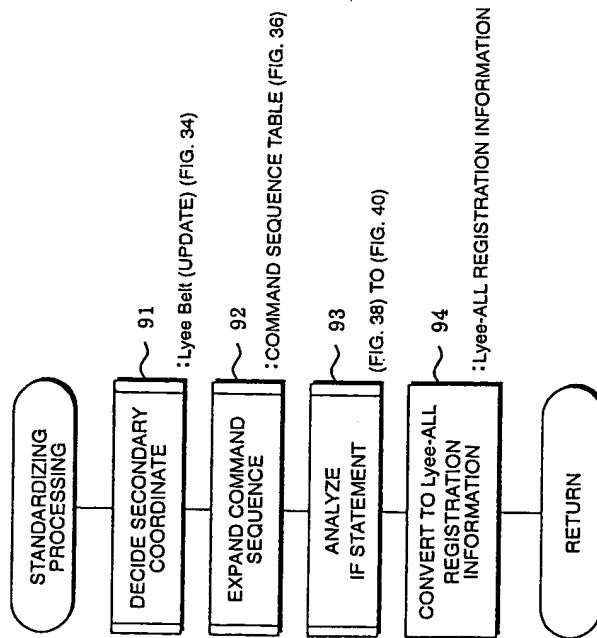 STANDARDIZING
PROCESSING
91
DECIDE SECONDARY
COORDINATE
:Lyee Belt (UPDATE) (FIG. 34)
92
EXPAND COMMAND
SEQUENCE
:COMMAND SEQUENCE TABLE (FIG. 36)
93
ANALYZE
IF STATEMENT
(FIG. 38) TO (FIG. 40)
94
CONVERT TO Lyee-ALL
REGISTRATION
INFORMATION
:Lyee-ALL REGISTRATION INFORMATION
RETURN